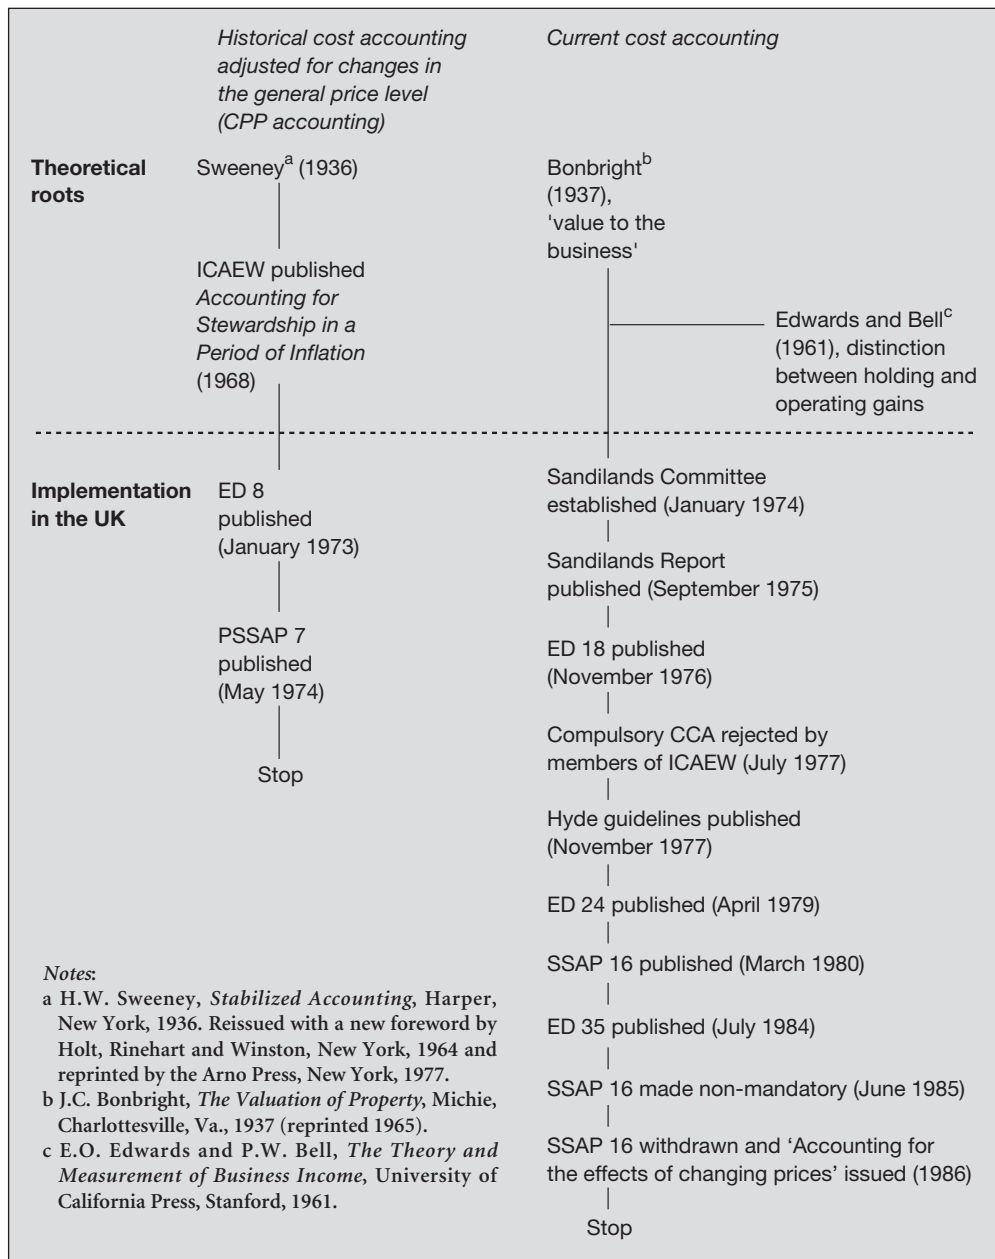 Historical cost accounting
adjusted for changes in
the general price level
(CPP accounting)
Current cost accounting
Theoretical
roots
Sweeneyᵃ (1936)
ICAEW published
Accounting for
Stewardship in a
Period of Inflation
(1968)
Bonbrightᵇ
(1937),
'value to the
business'
Edwards and Bellᶜ
(1961), distinction
between holding and
operating gains
Implementation
in the UK
ED 8
published
(January 1973)
PSSAP 7
published
(May 1974)
Stop
Sandilands Committee
established (January 1974)
Sandilands Report
published (September 1975)
ED 18 published
(November 1976)
Compulsory CCA rejected by
members of ICAEW (July 1977)
Hyde guidelines published
(November 1977)
ED 24 published (April 1979)
SSAP 16 published (March 1980)
ED 35 published (July 1984)
SSAP 16 made non-mandatory (June 1985)
SSAP 16 withdrawn and ‘Accounting for
the effects of changing prices’ issued (1986)
Stop
Notes:
a H.W. Sweeney, Stabilized Accounting, Harper,
New York, 1936. Reissued with a new foreword by
Holt, Rinehart and Winston, New York, 1964 and
reprinted by the Arno Press, New York, 1977.
b J.C. Bonbright, The Valuation of Property, Michie,
Charlottesville, Va., 1937 (reprinted 1965).
c E.O. Edwards and P.W. Bell, The Theory and
Measurement of Business Income, University of
California Press, Stanford, 1961.